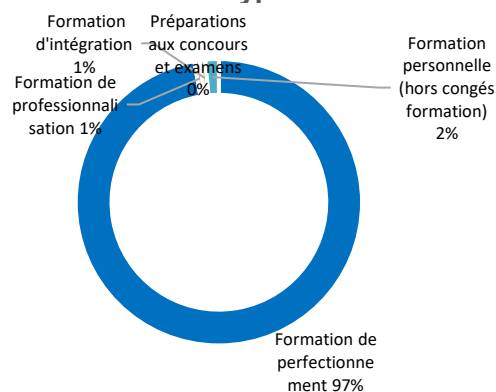 Formation
d'intégration
1%
Préparations
aux concours
et examens
0%
Formation
personnelle
(hors congés
formation)
2%
Formation de
professionnali
sation 1%
Formation de
perfectionne
ment 97%